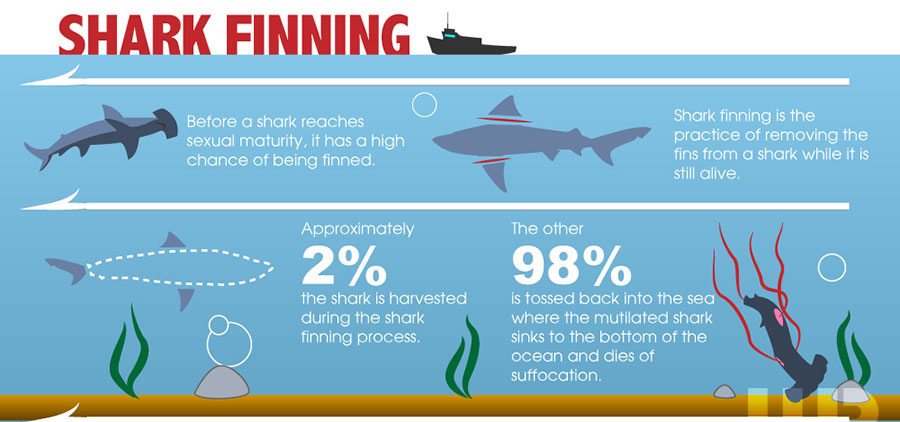 SHARK FINNING
Before a shark reaches
sexual maturity, it has a high
chance of being finned.
Shark finning is the
practice of removing the
fins from a shark while it is
still alive.
Approximately
2%
the shark is harvested
during the shark
finning process.
The other
98%
is tossed back into the sea
where the mutilated shark
sinks to the bottom of the
ocean and dies of
suffocation.